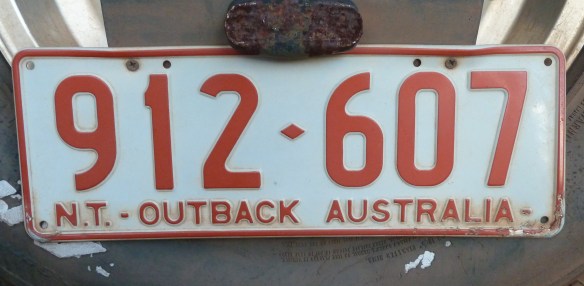 912·607
N.T. - OUTBACK AUSTRALIA -